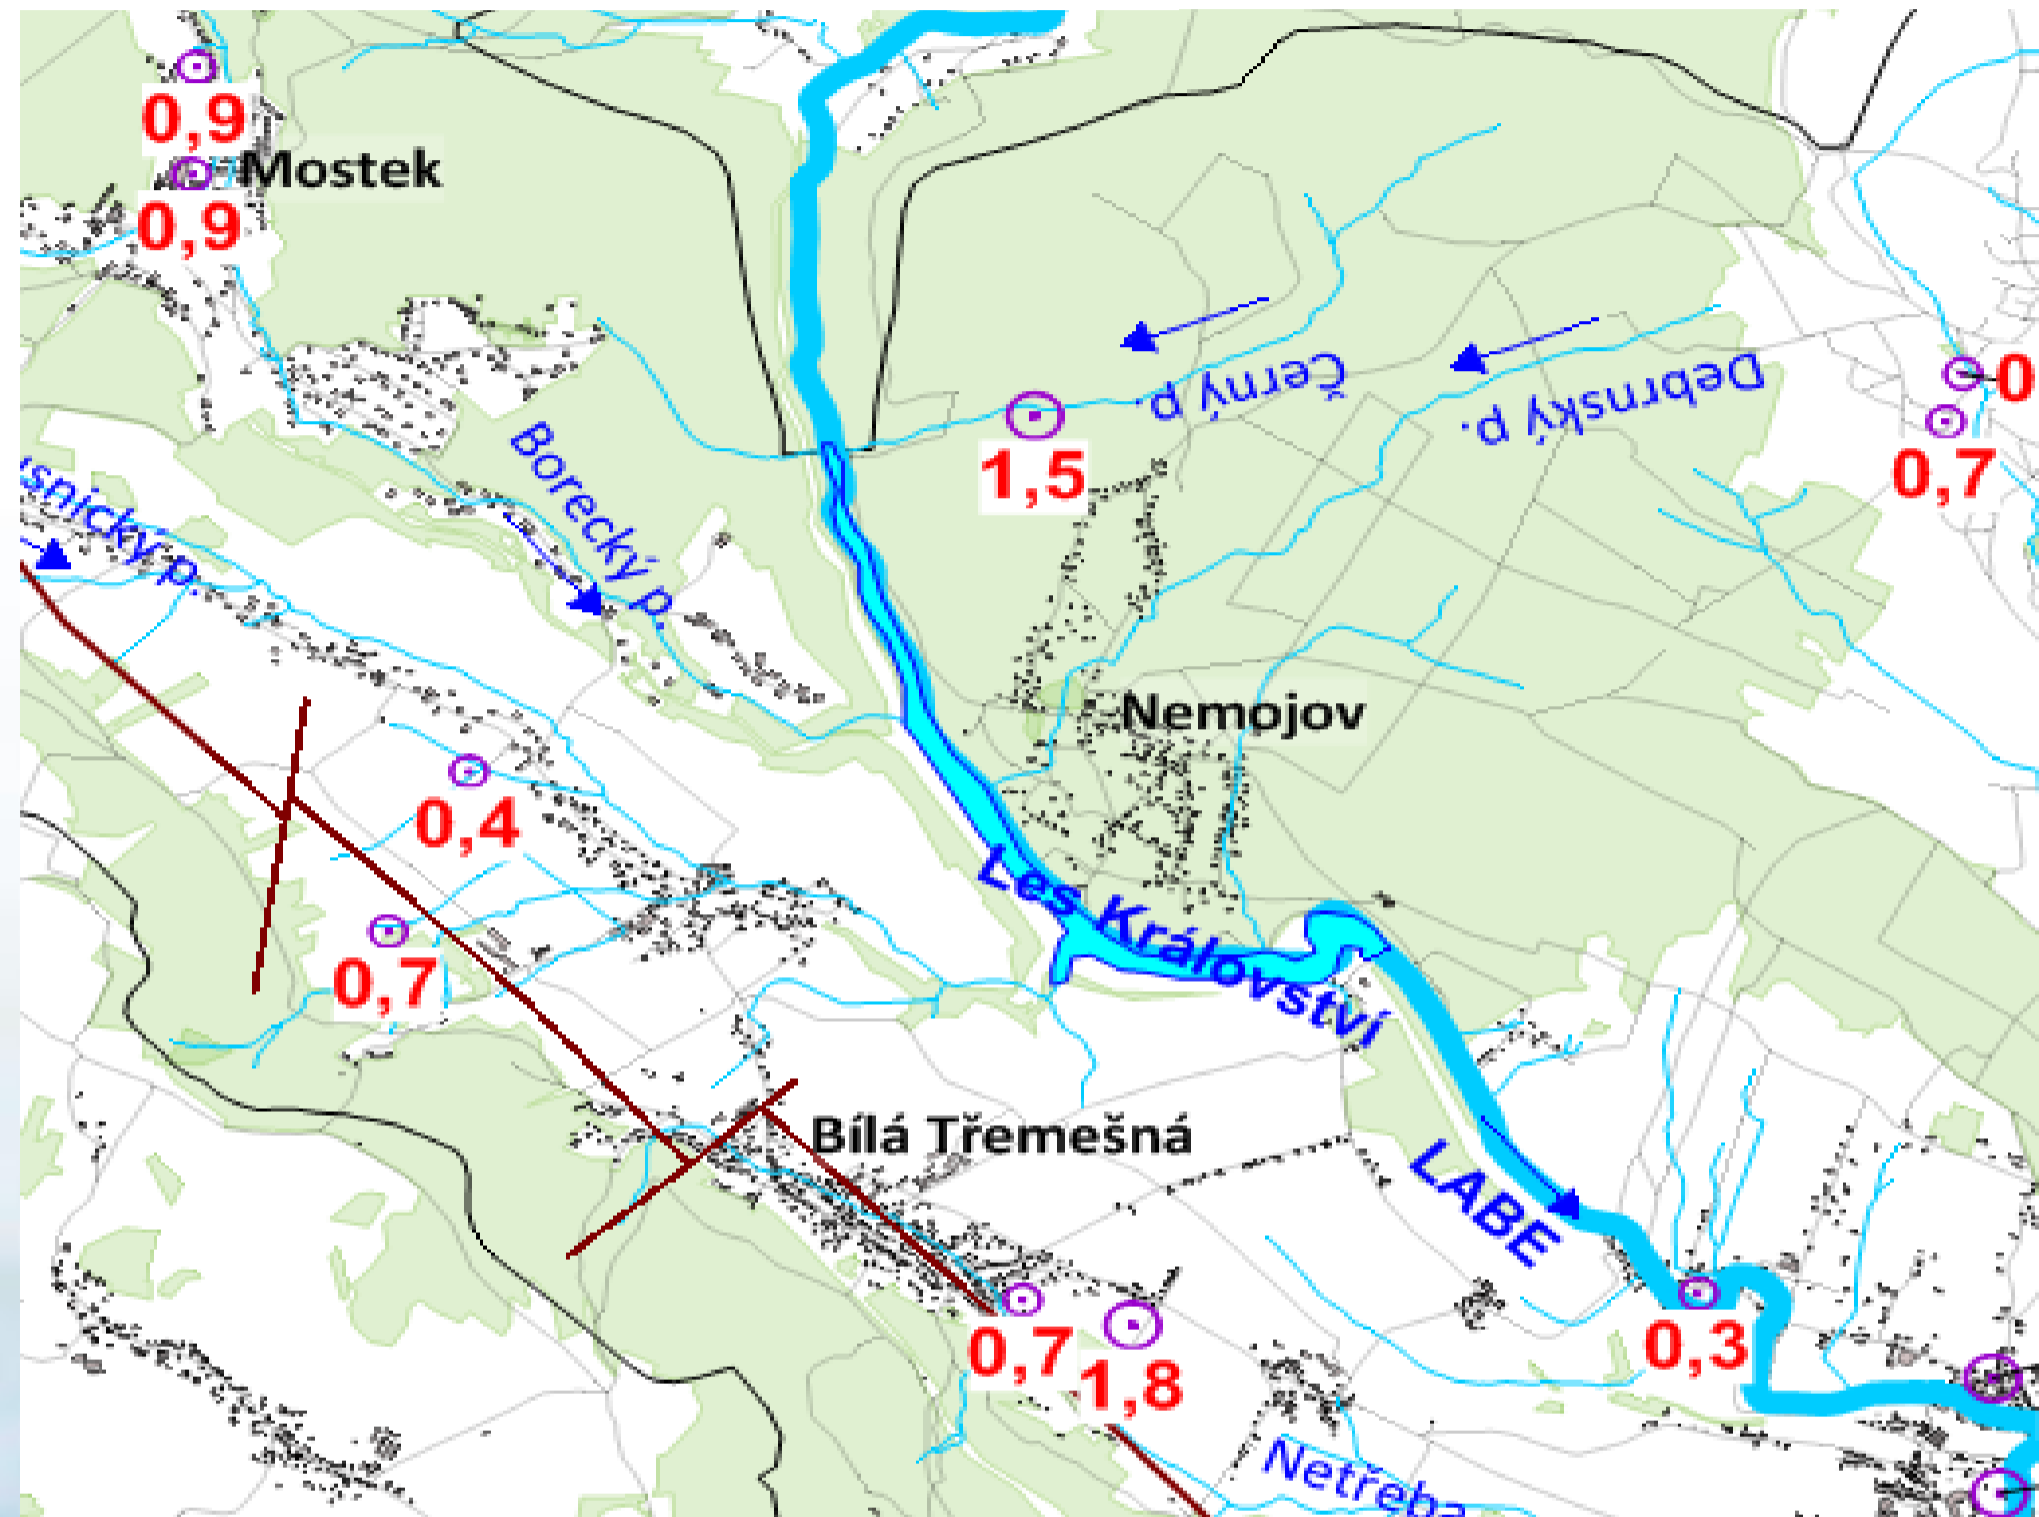 0,9
Mostek
0,9
Černý p.
Debrnský p.
0
1,5
0,7
Borecký p.
snický p.
Nemojov
0,4
Les Království
0,7
Bílá Třemešná
LABE
0,7
1,8
0,3
Netřeba